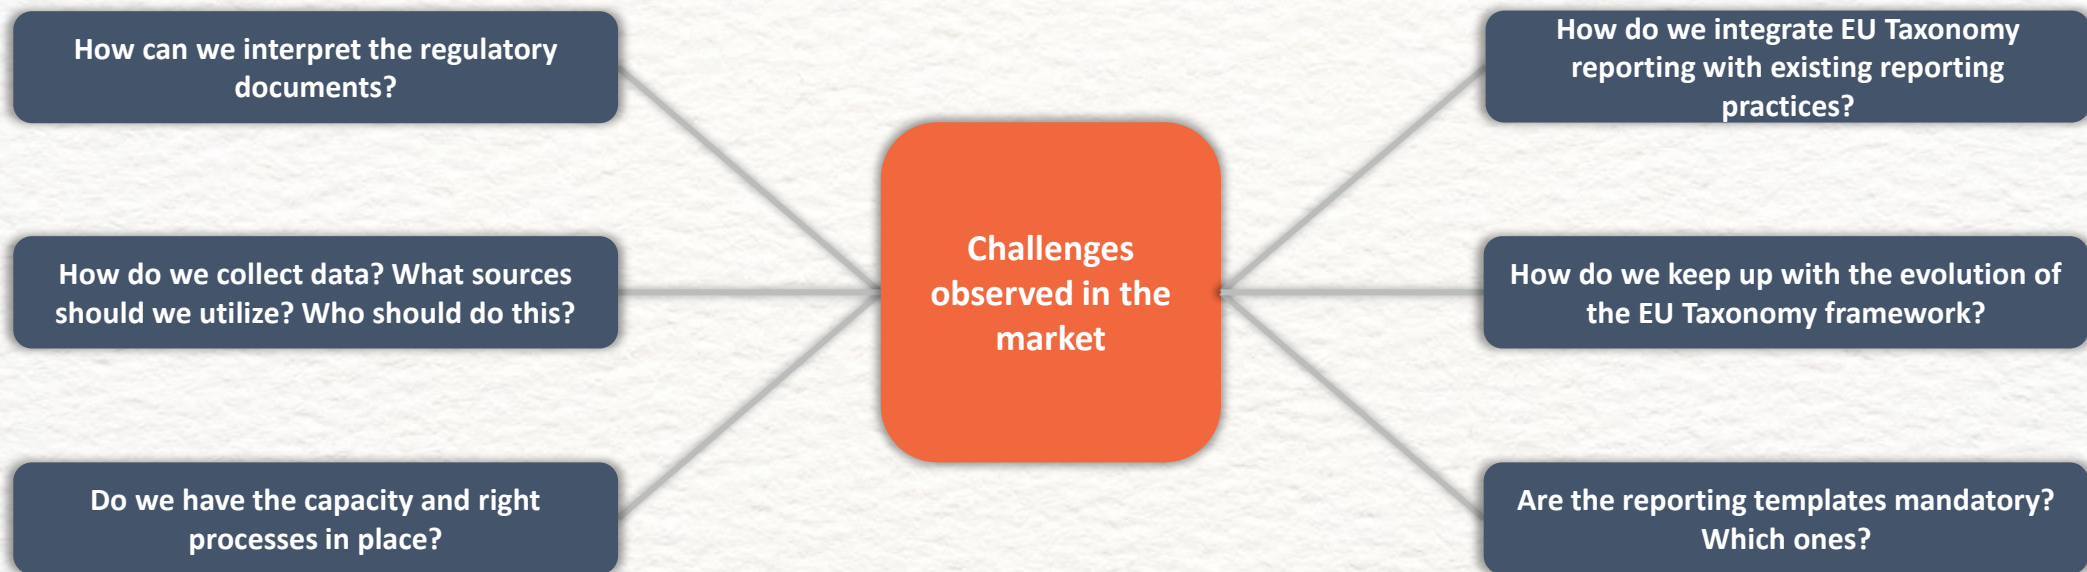 How can we interpret the regulatory
documents?
How do we collect data? What sources
should we utilize? Who should do this?
Do we have the capacity and right
processes in place?
Challenges
observed in the
market
How do we integrate EU Taxonomy
reporting with existing reporting
practices?
How do we keep up with the evolution of
the EU Taxonomy framework?
Are the reporting templates mandatory?
Which ones?